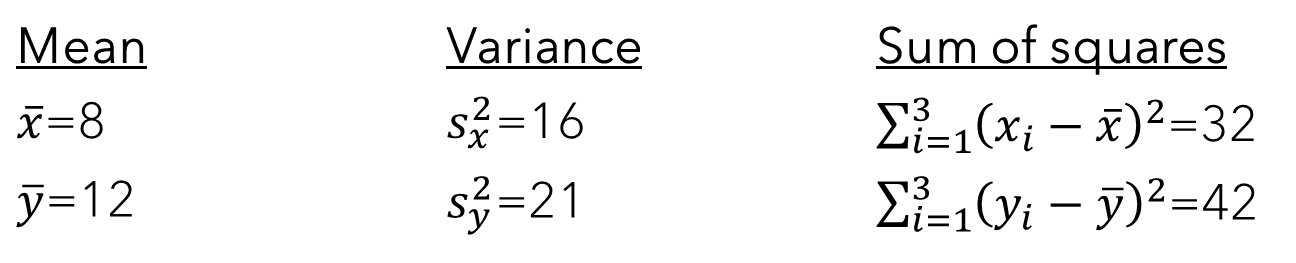 Mean Variance Sum of squares
x̄=8 s²ₓ=16 ∑³ᵢ₌₁(xᵢ − x̄)²=32
ȳ=12 s²ᵧ=21 ∑³ᵢ₌₁(yᵢ − ȳ)²=42